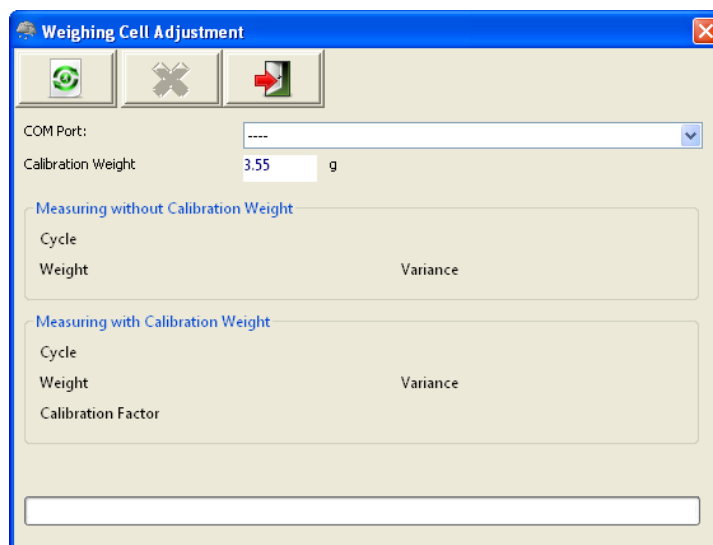 Weighing Cell Adjustment
COM Port: ----
Calibration Weight 3.55 g
Measuring without Calibration Weight
Cycle
Weight Variance
Measuring with Calibration Weight
Cycle
Weight Variance
Calibration Factor